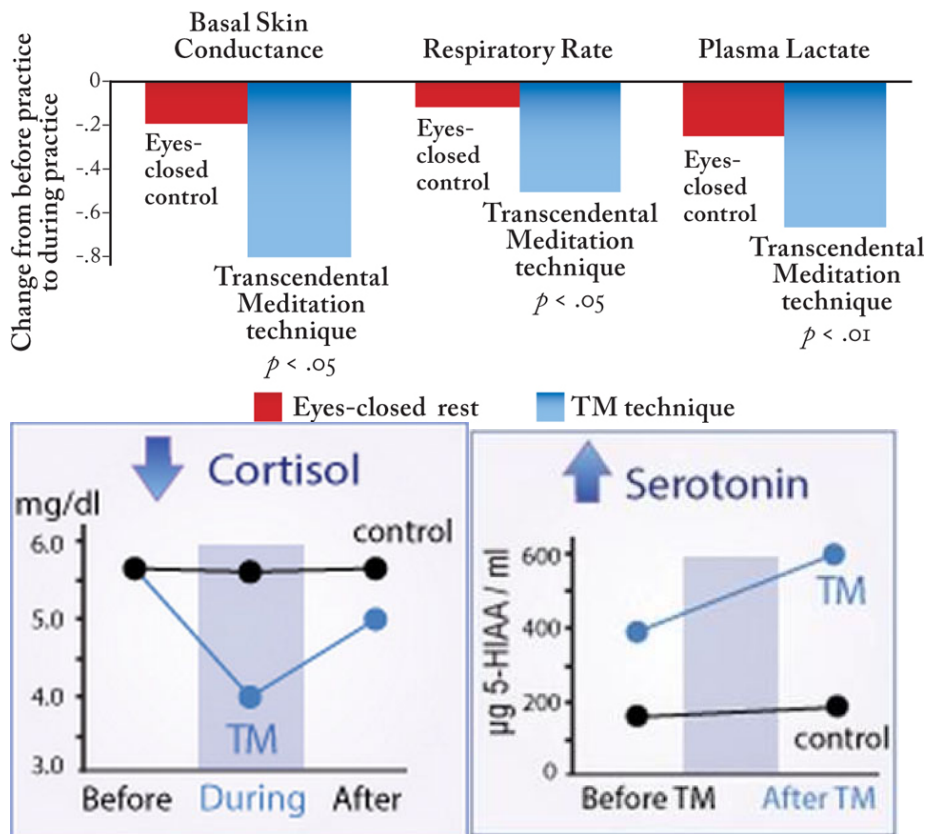 Basal Skin
Conductance
Respiratory Rate
Plasma Lactate
Change from before practice
to during practice
0
-.2
-.4
-.6
-.8
Eyes-
closed
control
Transcendental
Meditation
technique
p < .05
Eyes-
closed
control
Transcendental
Meditation
technique
p < .05
Eyes-
closed
control
Transcendental
Meditation
technique
p < .01
Eyes-closed rest
TM technique
Cortisol
mg/dl
control
6.0
5.0
4.0
3.0
TM
Before During After
Serotonin
µg 5-HIAA / ml
600
400
200
0
TM
control
Before TM After TM